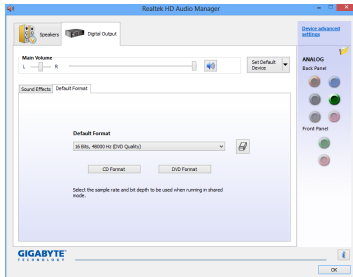 Realtek HD Audio Manager
Speakers
Digital Output
Device advanced
settings
Main Volume
L
R
Set Default
Device
ANALOG
Back Panel
Sound Effects
Default Format
Default Format
16 Bits, 48000 Hz (DVD Quality)
CD Format
DVD Format
Select the sample rate and bit depth to be used when running in shared
mode.
Front Panel
GIGABYTE
TECHNOLOGY
OK